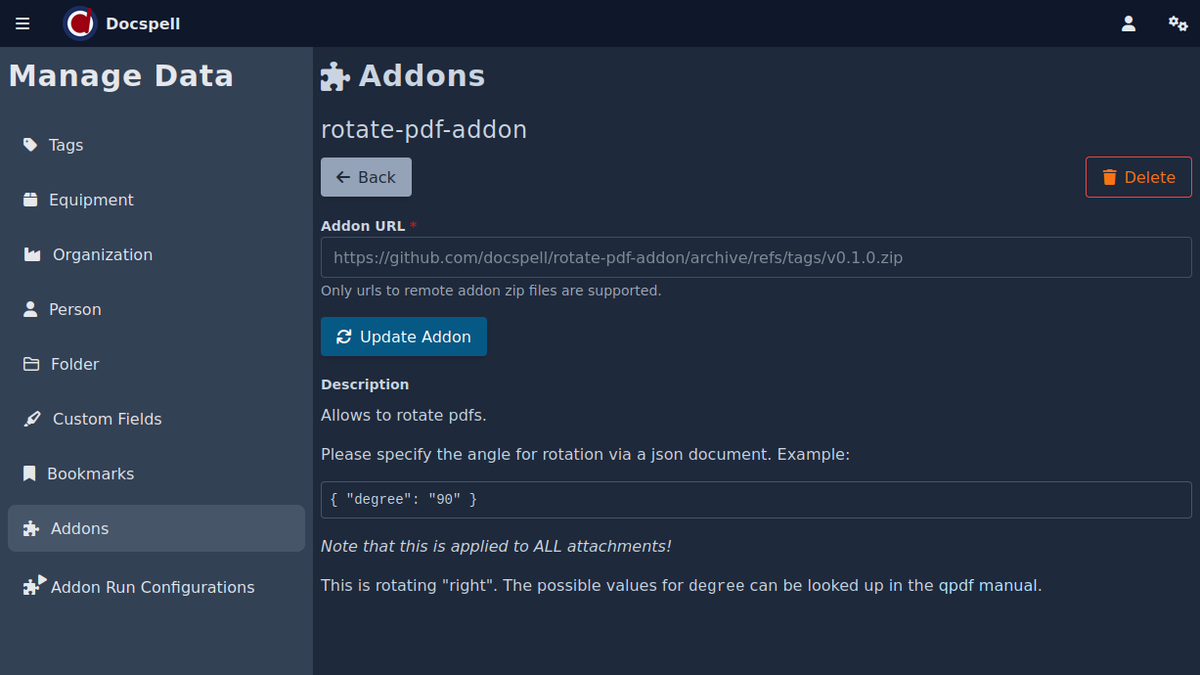 Docspell
Manage Data
Tags
Equipment
Organization
Person
Folder
Custom Fields
Bookmarks
Addons
Addon Run Configurations
Addons
rotate-pdf-addon
Back
Delete
Addon URL *
https://github.com/docspell/rotate-pdf-addon/archive/refs/tags/v0.1.0.zip
Only urls to remote addon zip files are supported.
Update Addon
Description
Allows to rotate pdfs.
Please specify the angle for rotation via a json document. Example:
{ "degree": "90" }
Note that this is applied to ALL attachments!
This is rotating "right". The possible values for degree can be looked up in the qpdf manual.